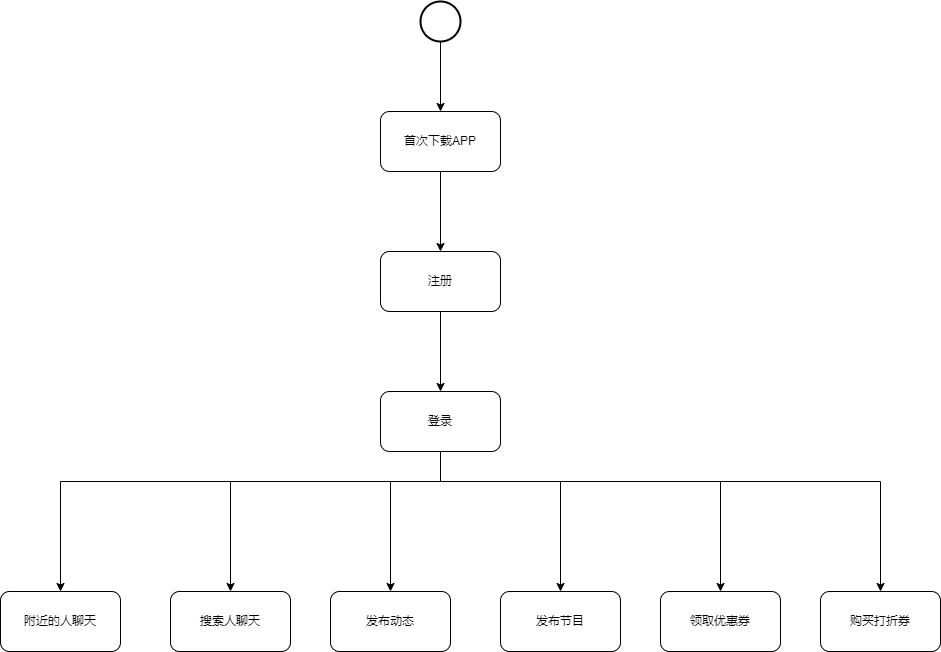 首次下载APP
注册
登录
附近的人聊天
搜索人聊天
发布动态
发布节目
领取优惠券
购买打折券